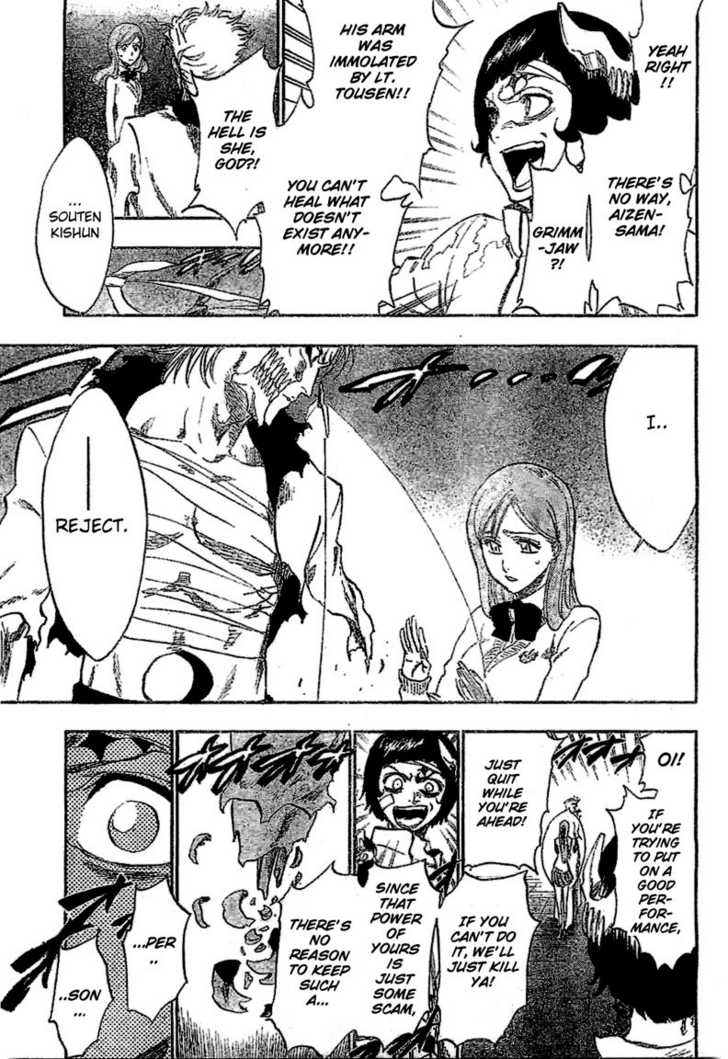 YEAH
RIGHT
!!
THERE'S
NO WAY,
AIZEN-
SAMA!
GRIMM
-JAW
?!
HIS ARM
WAS
IMMOLATED
BY LT.
TOUSEN!!
YOU CAN'T
HEAL WHAT
DOESN'T
EXIST ANY-
MORE!!
THE
HELL IS
SHE,
GOD?!
...
SOUTEN
KISHUN
I..
REJECT.
OI!
IF
YOU'RE
TRYING
TO PUT
ON A
GOOD
PER-
FOR-
MANCE,
JUST
QUIT
WHILE
YOU'RE
AHEAD!
IF YOU
CAN'T DO
IT, WE'LL
JUST KILL
YA!
SINCE
THAT
POWER
OF
YOURS
IS
JUST
SOME
SCAM,
THERE'S
NO
REASON
TO KEEP
SUCH
A...
...PER
..
..SON
...